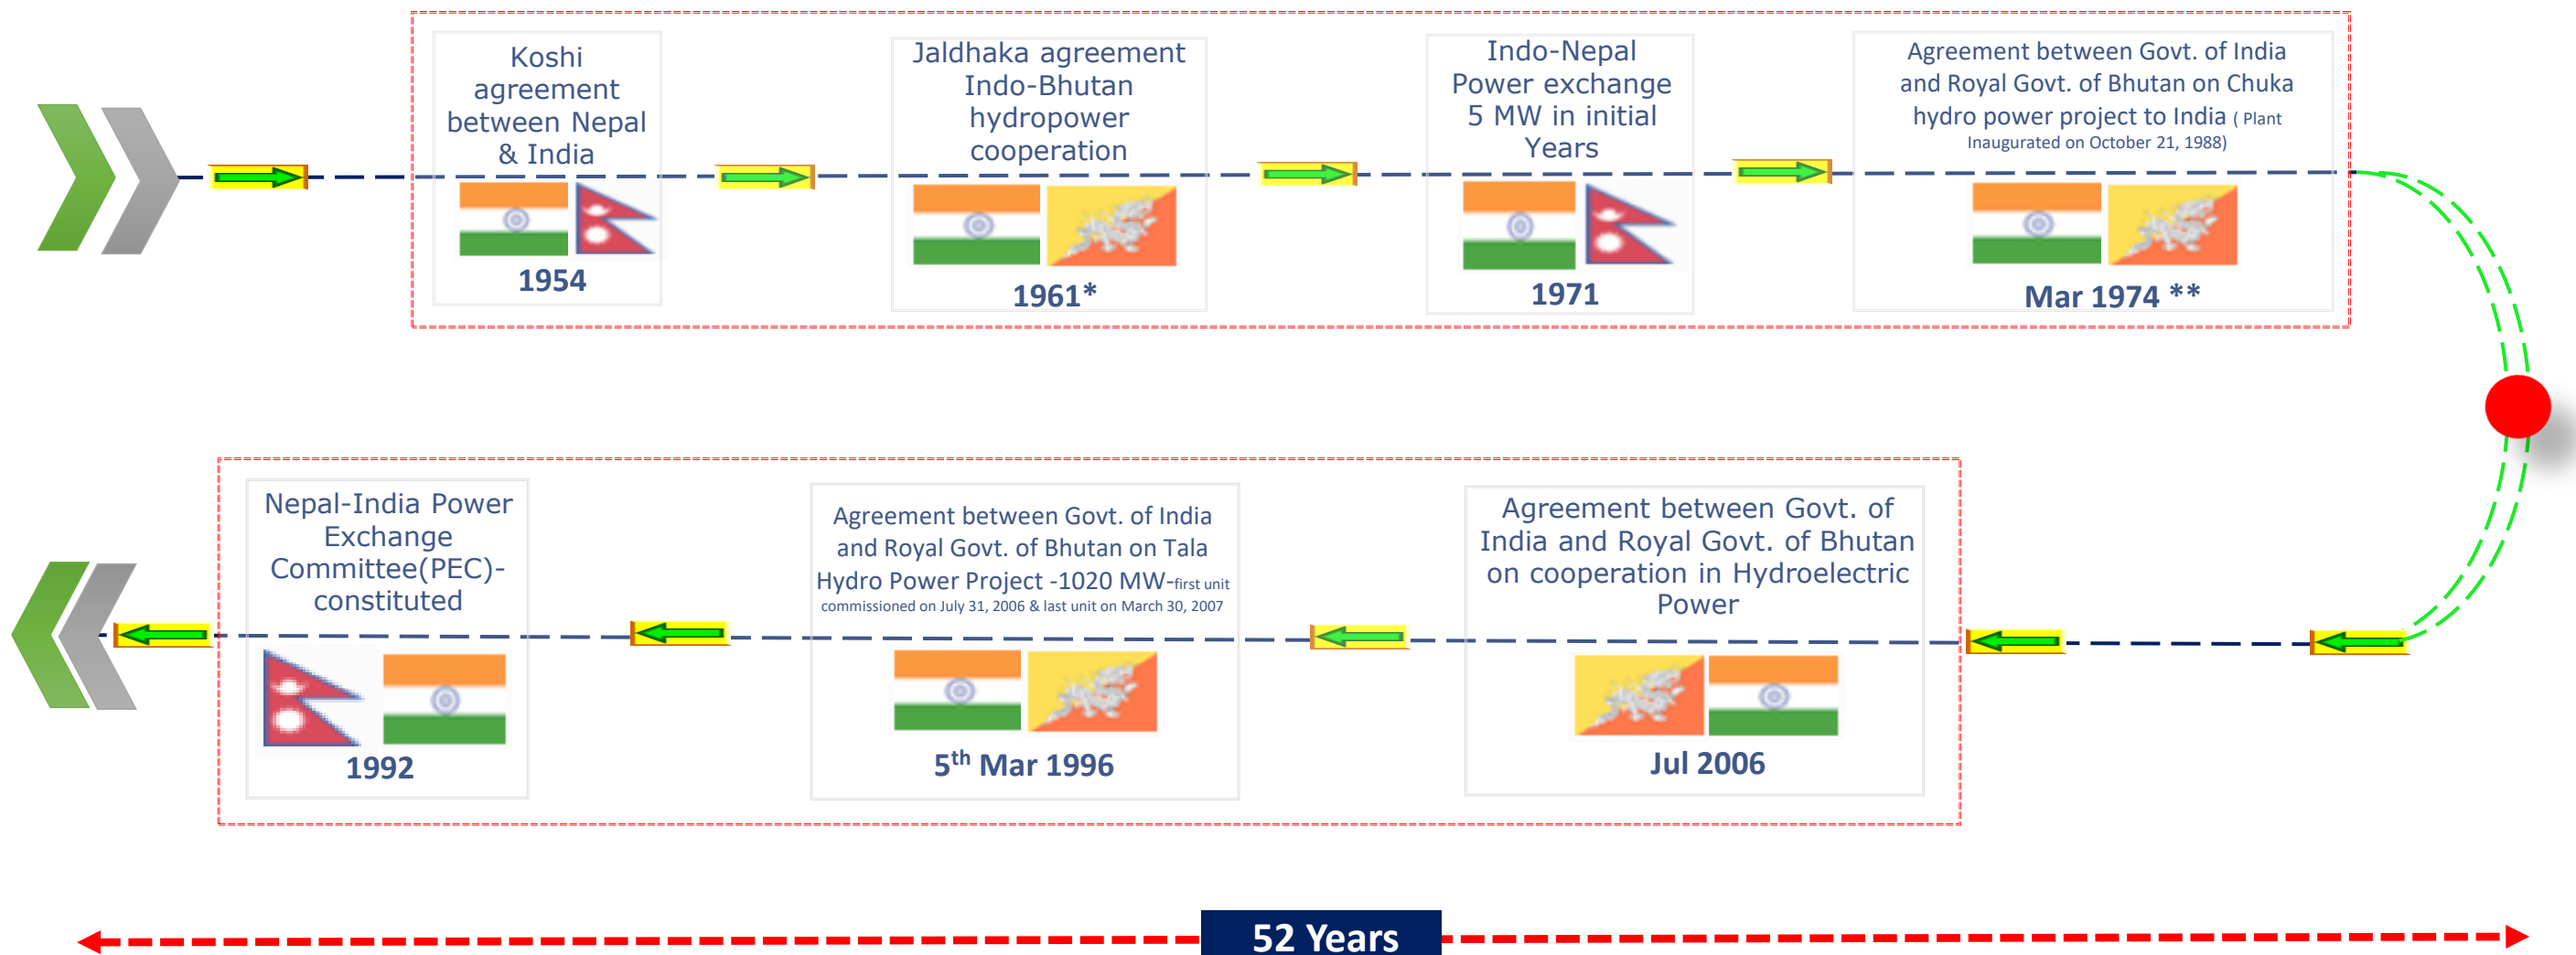 Koshi
agreement
between Nepal
& India
1954
Jaldhaka agreement
Indo-Bhutan
hydropower
cooperation
1961*
Indo-Nepal
Power exchange
5 MW in initial
Years
1971
Agreement between Govt. of India
and Royal Govt. of Bhutan on Chuka
hydro power project to India ( Plant
Inaugurated on October 21, 1988)
Mar 1974 **
Nepal-India Power
Exchange
Committee(PEC)-
constituted
1992
Agreement between Govt. of India
and Royal Govt. of Bhutan on Tala
Hydro Power Project -1020 MW-first unit
commissioned on July 31, 2006 & last unit on March 30, 2007
5th Mar 1996
Agreement between Govt. of
India and Royal Govt. of Bhutan
on cooperation in Hydroelectric
Power
Jul 2006
52 Years